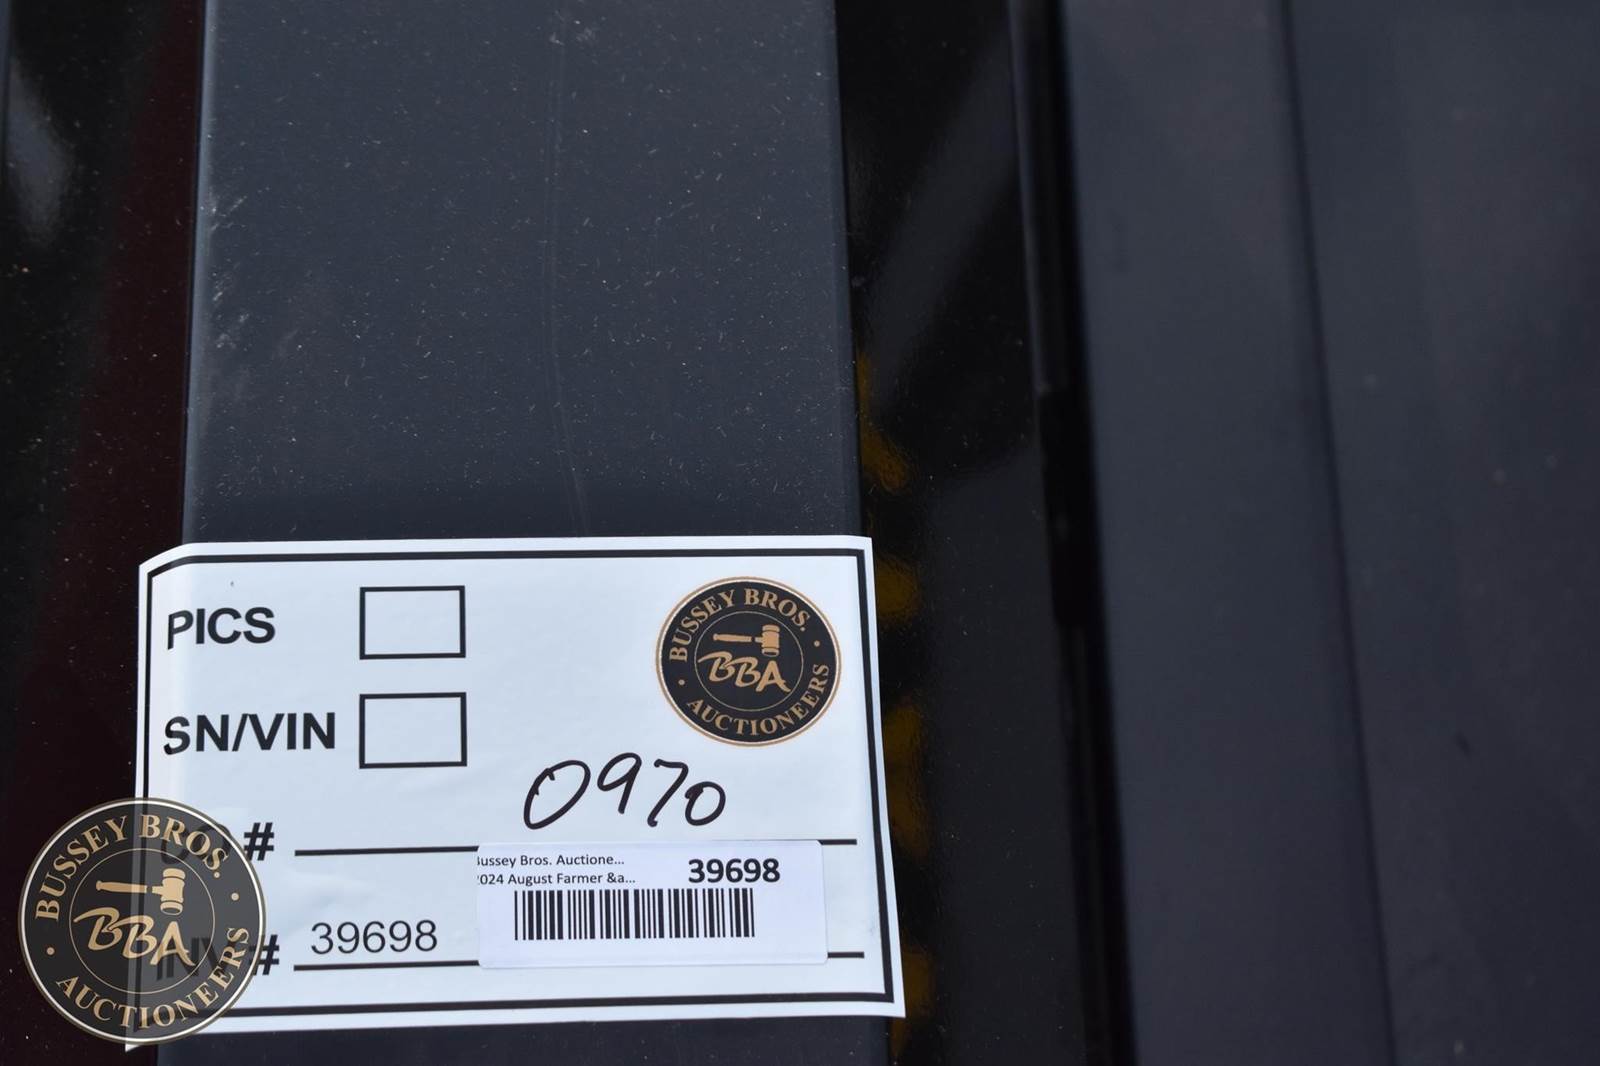 PICS
BUSSEY BROS.
BBA
AUCTIONEERS
SN/VIN
0970
#
Bussey Bros. Auctione...
2024 August Farmer &a...
39698
INV#
39698
BUSSEY BROS.
BBA
AUCTIONEERS